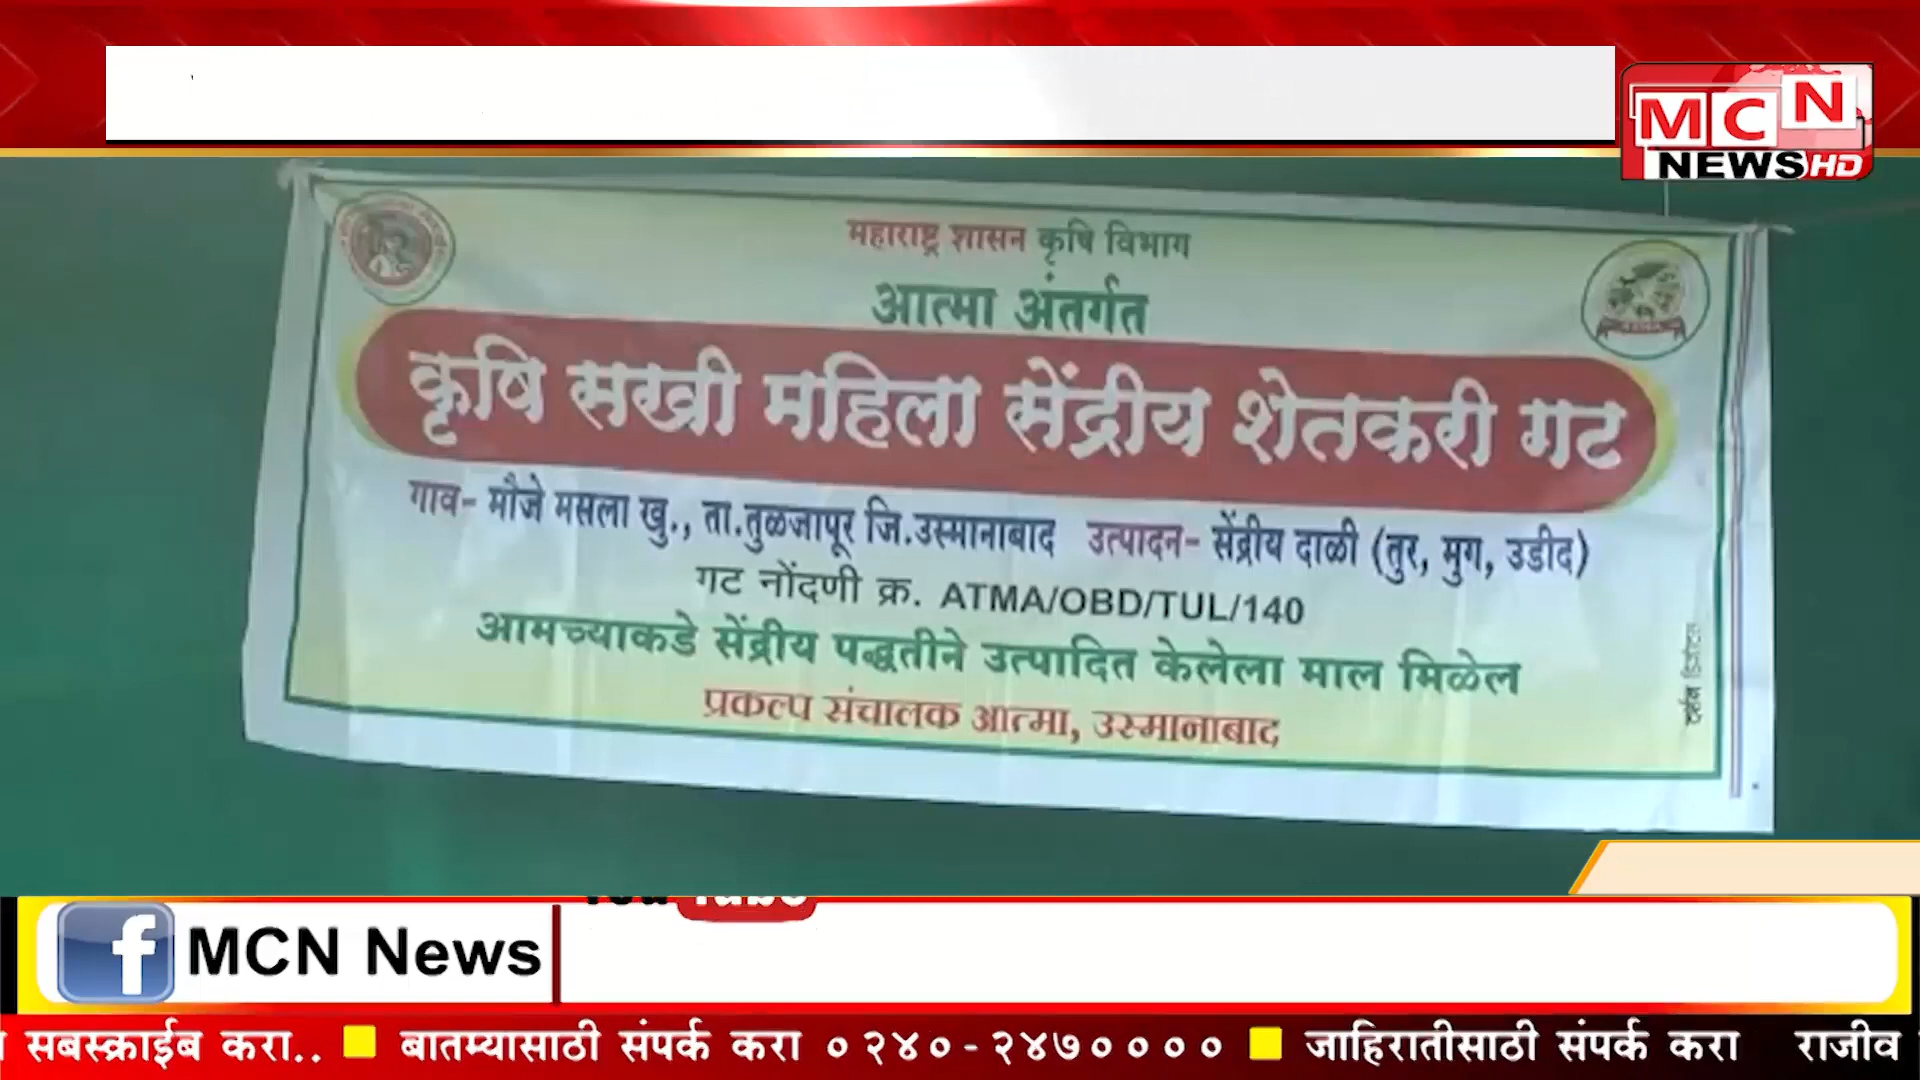 MCN
NEWS HD
महाराष्ट्र शासन कृषि विभाग
आत्मा अंतर्गत
कृषि सखी महिला सेंद्रीय शेतकरी गट
गाव- मौजे मसला खु., ता.तुळजापूर जि.उस्मानाबाद उत्पादन- सेंद्रीय दाळी (तुर, मुग, उडीद)
गट नोंदणी क्र. ATMA/OBD/TUL/140
आमच्याकडे सेंद्रीय पद्धतीने उत्पादित केलेला माल मिळेल
प्रकल्प संचालक आत्मा, उस्मानाबाद
MCN News
सबस्क्राईब करा.. बातम्यासाठी संपर्क करा ०२४०-२४७०००० जाहिरातीसाठी संपर्क करा राजीव